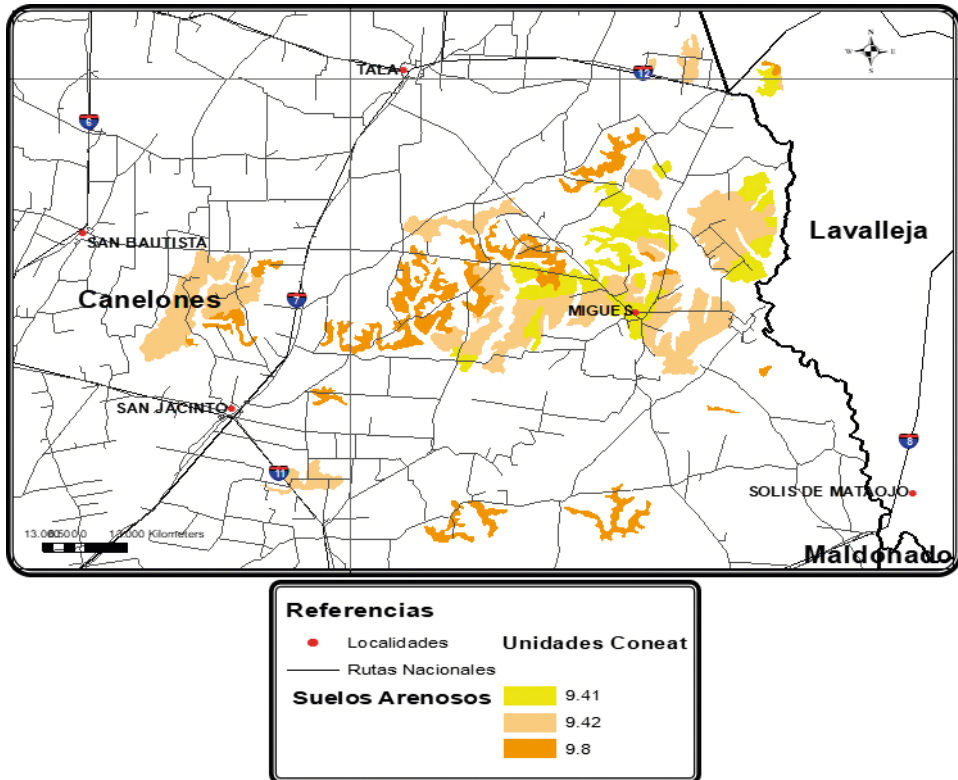 N
W E
S
TALA
12
6
SAN BAUTISTA
Lavalleja
Canelones
7
MIGUES
SAN JACINTO
8
11
SOLIS DE MATAOJO
Kilometers
Maldonado
Referencias
Localidades
Unidades Coneat
Rutas Nacionales
Suelos Arenosos
9.41
9.42
9.8